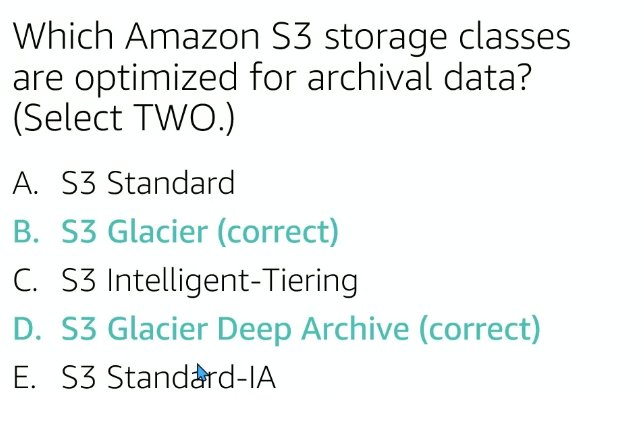 Which Amazon S3 storage classes
are optimized for archival data?
(Select TWO.)
A. S3 Standard
B. S3 Glacier (correct)
C. S3 Intelligent-Tiering
D. S3 Glacier Deep Archive (correct)
E. S3 Standard-IA